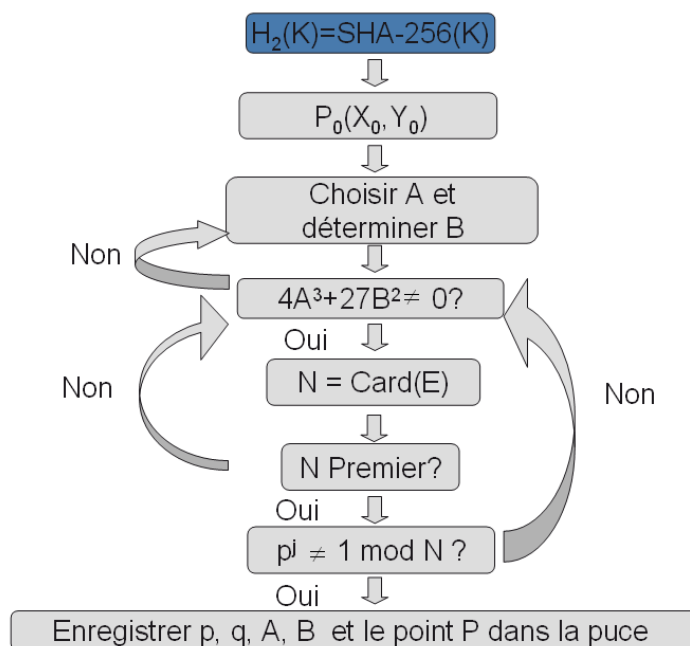 H₂(K)=SHA-256(K)
P₀(X₀,Y₀)
Choisir A et
déterminer B
Non
4A³+27B²≠ 0?
Oui
N = Card(E)
Non
Non
N Premier?
Oui
pʲ ≠ 1 mod N ?
Oui
Enregistrer p, q, A, B et le point P dans la puce